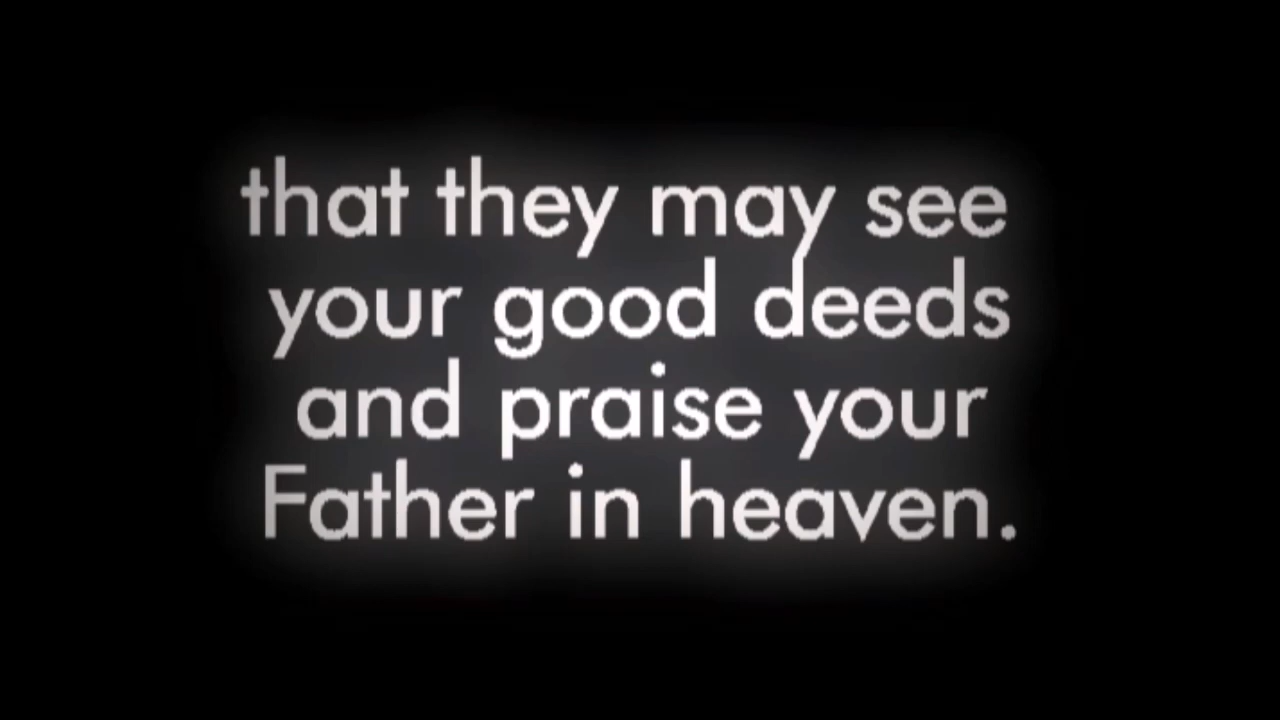 that they may see
your good deeds
and praise your
Father in heaven.